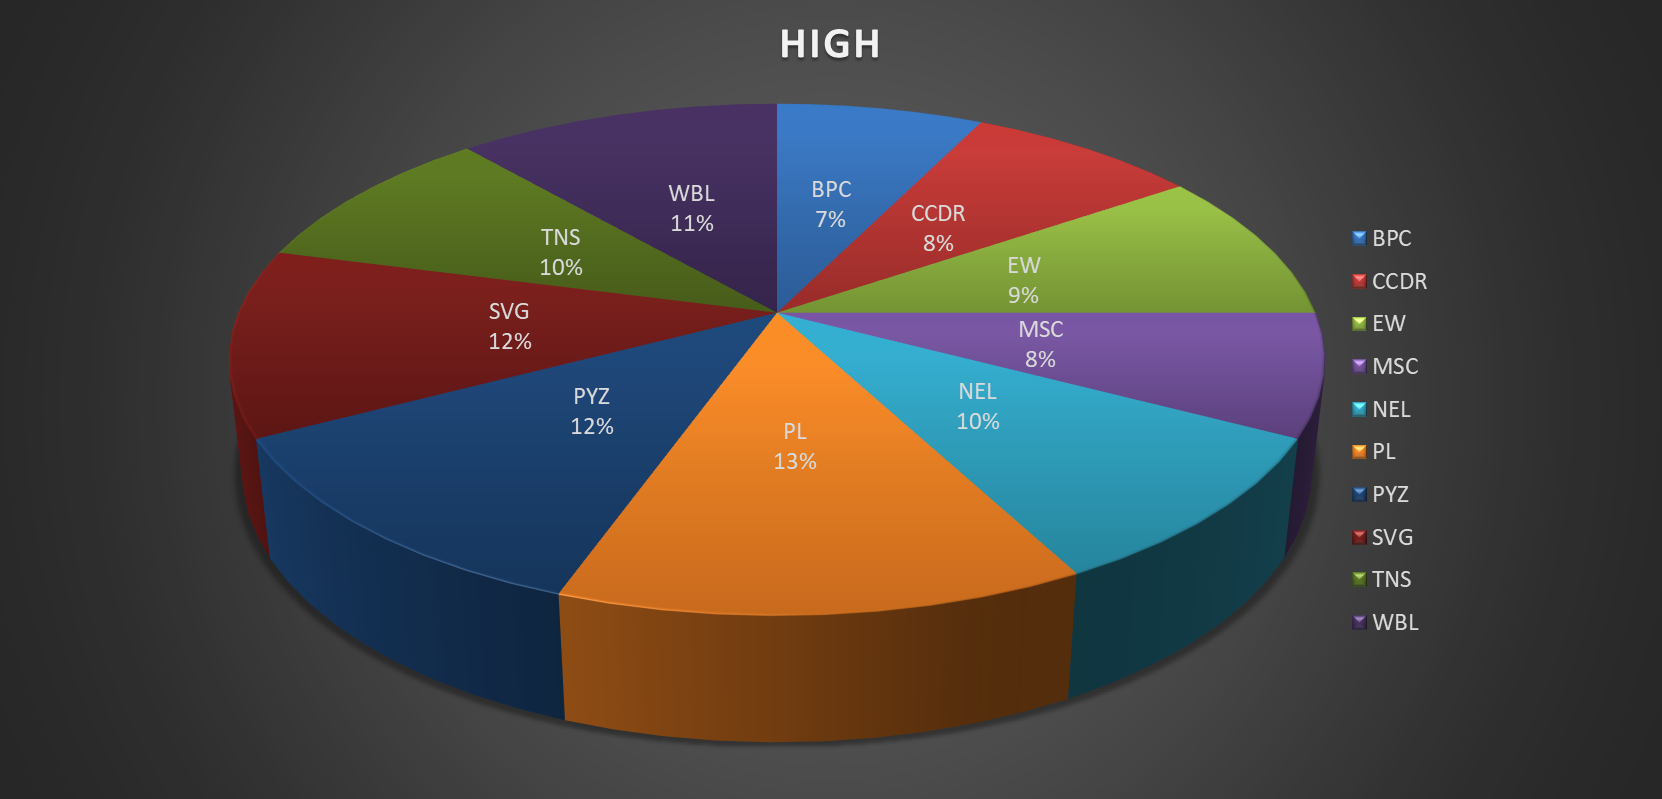 HIGH
WBL
11%
BPC
7%
CCDR
8%
TNS
10%
EW
9%
SVG
12%
MSC
8%
PYZ
12%
NEL
10%
PL
13%
BPC
CCDR
EW
MSC
NEL
PL
PYZ
SVG
TNS
WBL